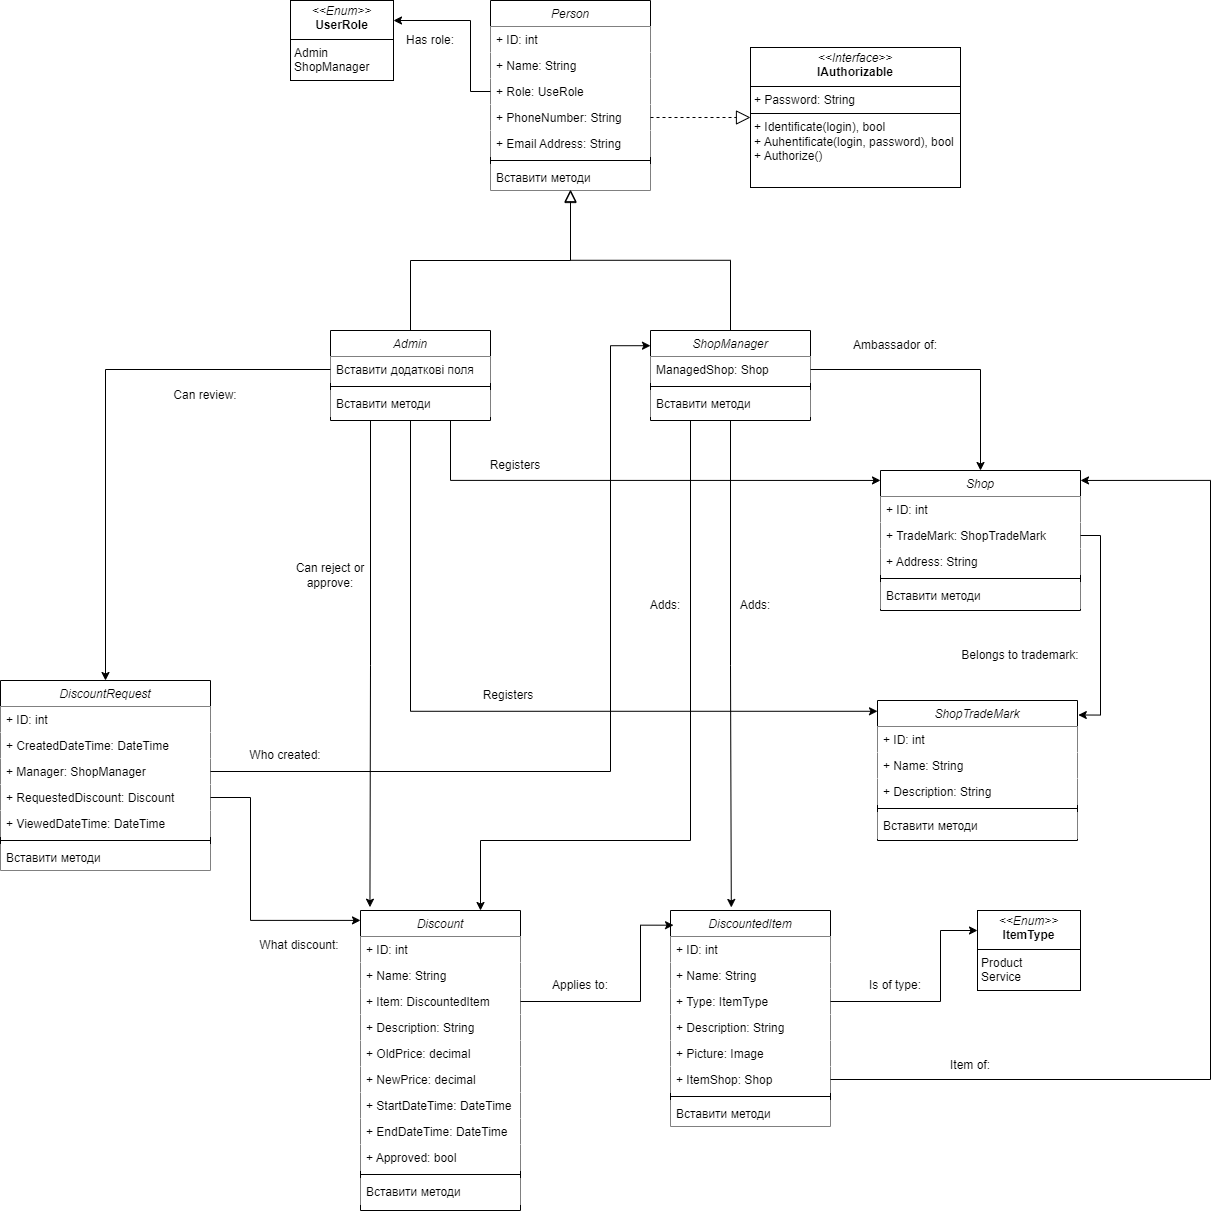 <<Enum>>
UserRole
Admin
ShopManager
Has role:
Person
+ ID: int
+ Name: String
+ Role: UseRole
+ PhoneNumber: String
+ Email Address: String
Вставити методи
<<Interface>>
IAuthorizable
+ Password: String
+ Identificate(login), bool
+ Auhentificate(login, password), bool
+ Authorize()
Admin
Вставити додаткові поля
Вставити методи
ShopManager
ManagedShop: Shop
Вставити методи
Ambassador of:
Can review:
Registers
Shop
+ ID: int
+ TradeMark: ShopTradeMark
+ Address: String
Вставити методи
Can reject or
approve:
Adds:
Adds:
Belongs to trademark:
Registers
DiscountRequest
+ ID: int
+ CreatedDateTime: DateTime
+ Manager: ShopManager
+ RequestedDiscount: Discount
+ ViewedDateTime: DateTime
Вставити методи
Who created:
ShopTradeMark
+ ID: int
+ Name: String
+ Description: String
Вставити методи
What discount:
Discount
+ ID: int
+ Name: String
+ Item: DiscountedItem
+ Description: String
+ OldPrice: decimal
+ NewPrice: decimal
+ StartDateTime: DateTime
+ EndDateTime: DateTime
+ Approved: bool
Вставити методи
Applies to:
DiscountedItem
+ ID: int
+ Name: String
+ Type: ItemType
+ Description: String
+ Picture: Image
+ ItemShop: Shop
Вставити методи
Is of type:
<<Enum>>
ItemType
Product
Service
Item of: